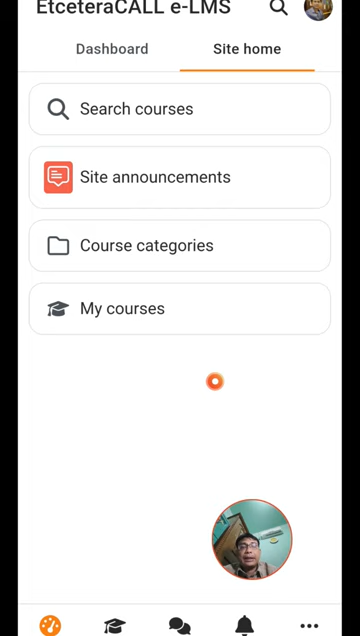 EtceteraCALL e-LMS
Dashboard
Site home
Search courses
Site announcements
Course categories
My courses